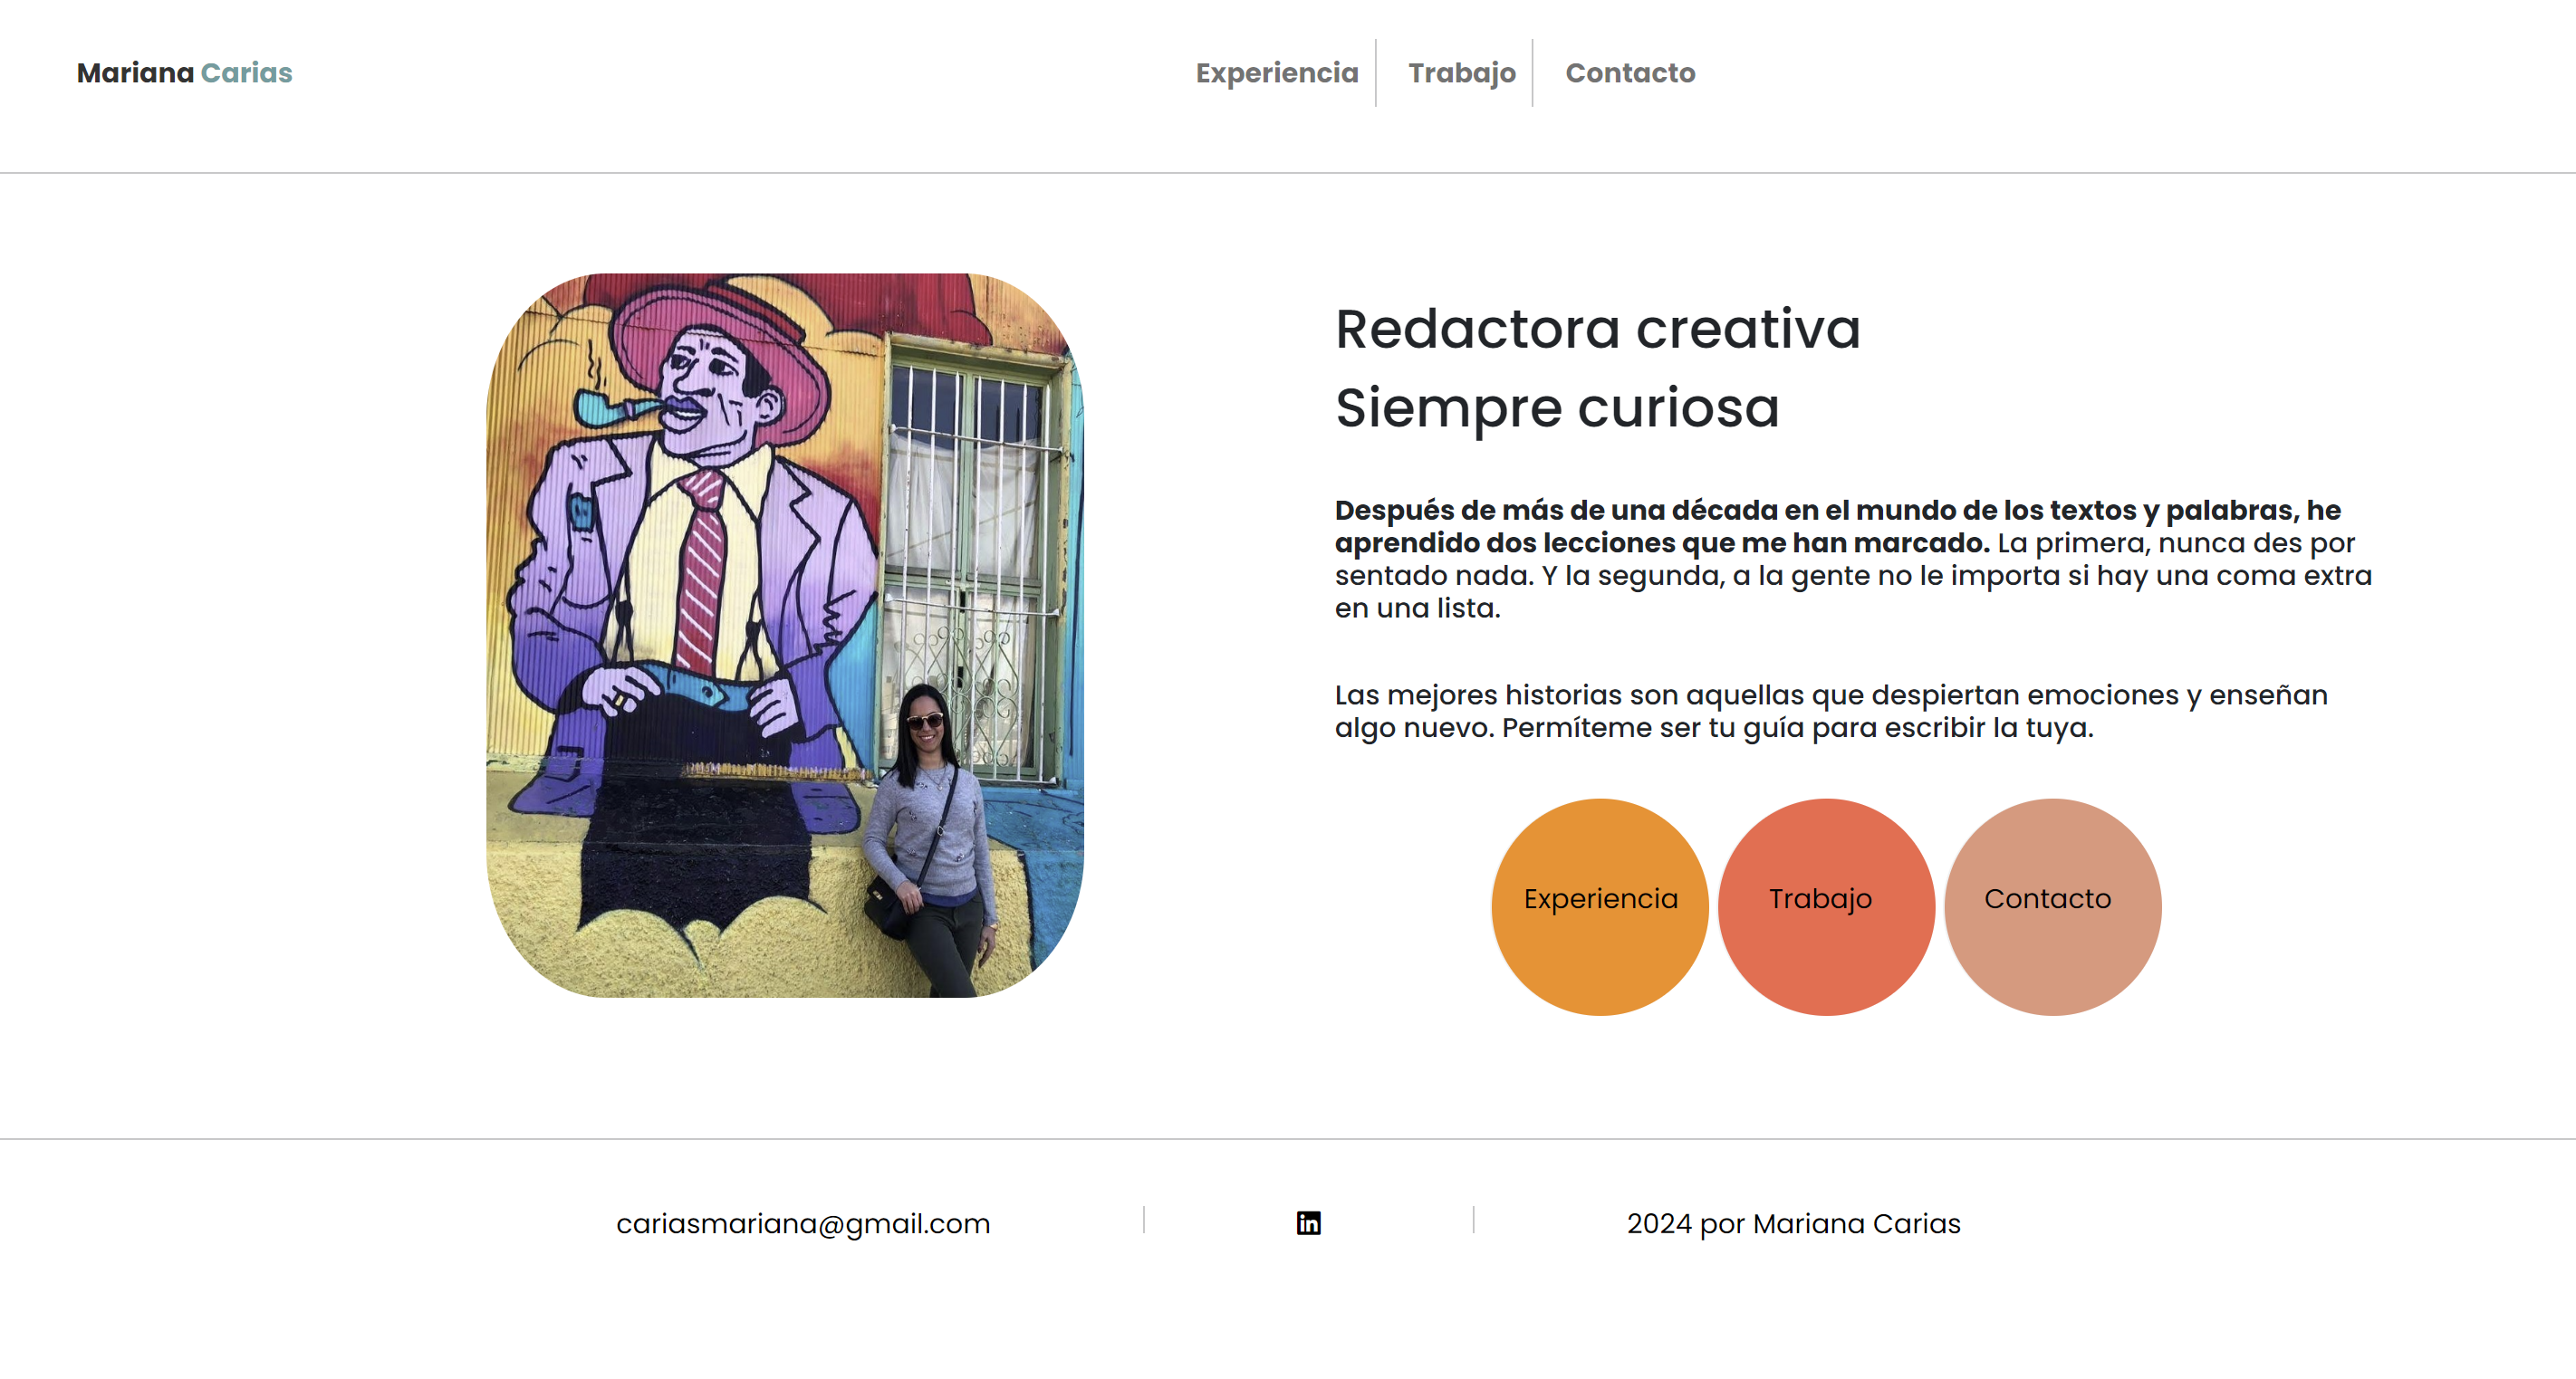 Mariana Carias
Experiencia
Trabajo
Contacto
Redactora creativa
Siempre curiosa
Después de más de una década en el mundo de los textos y palabras, he
aprendido dos lecciones que me han marcado. La primera, nunca des por
sentado nada. Y la segunda, a la gente no le importa si hay una coma extra
en una lista.
Las mejores historias son aquellas que despiertan emociones y enseñan
algo nuevo. Permíteme ser tu guía para escribir la tuya.
Experiencia
Trabajo
Contacto
cariasmariana@gmail.com
in
2024 por Mariana Carias